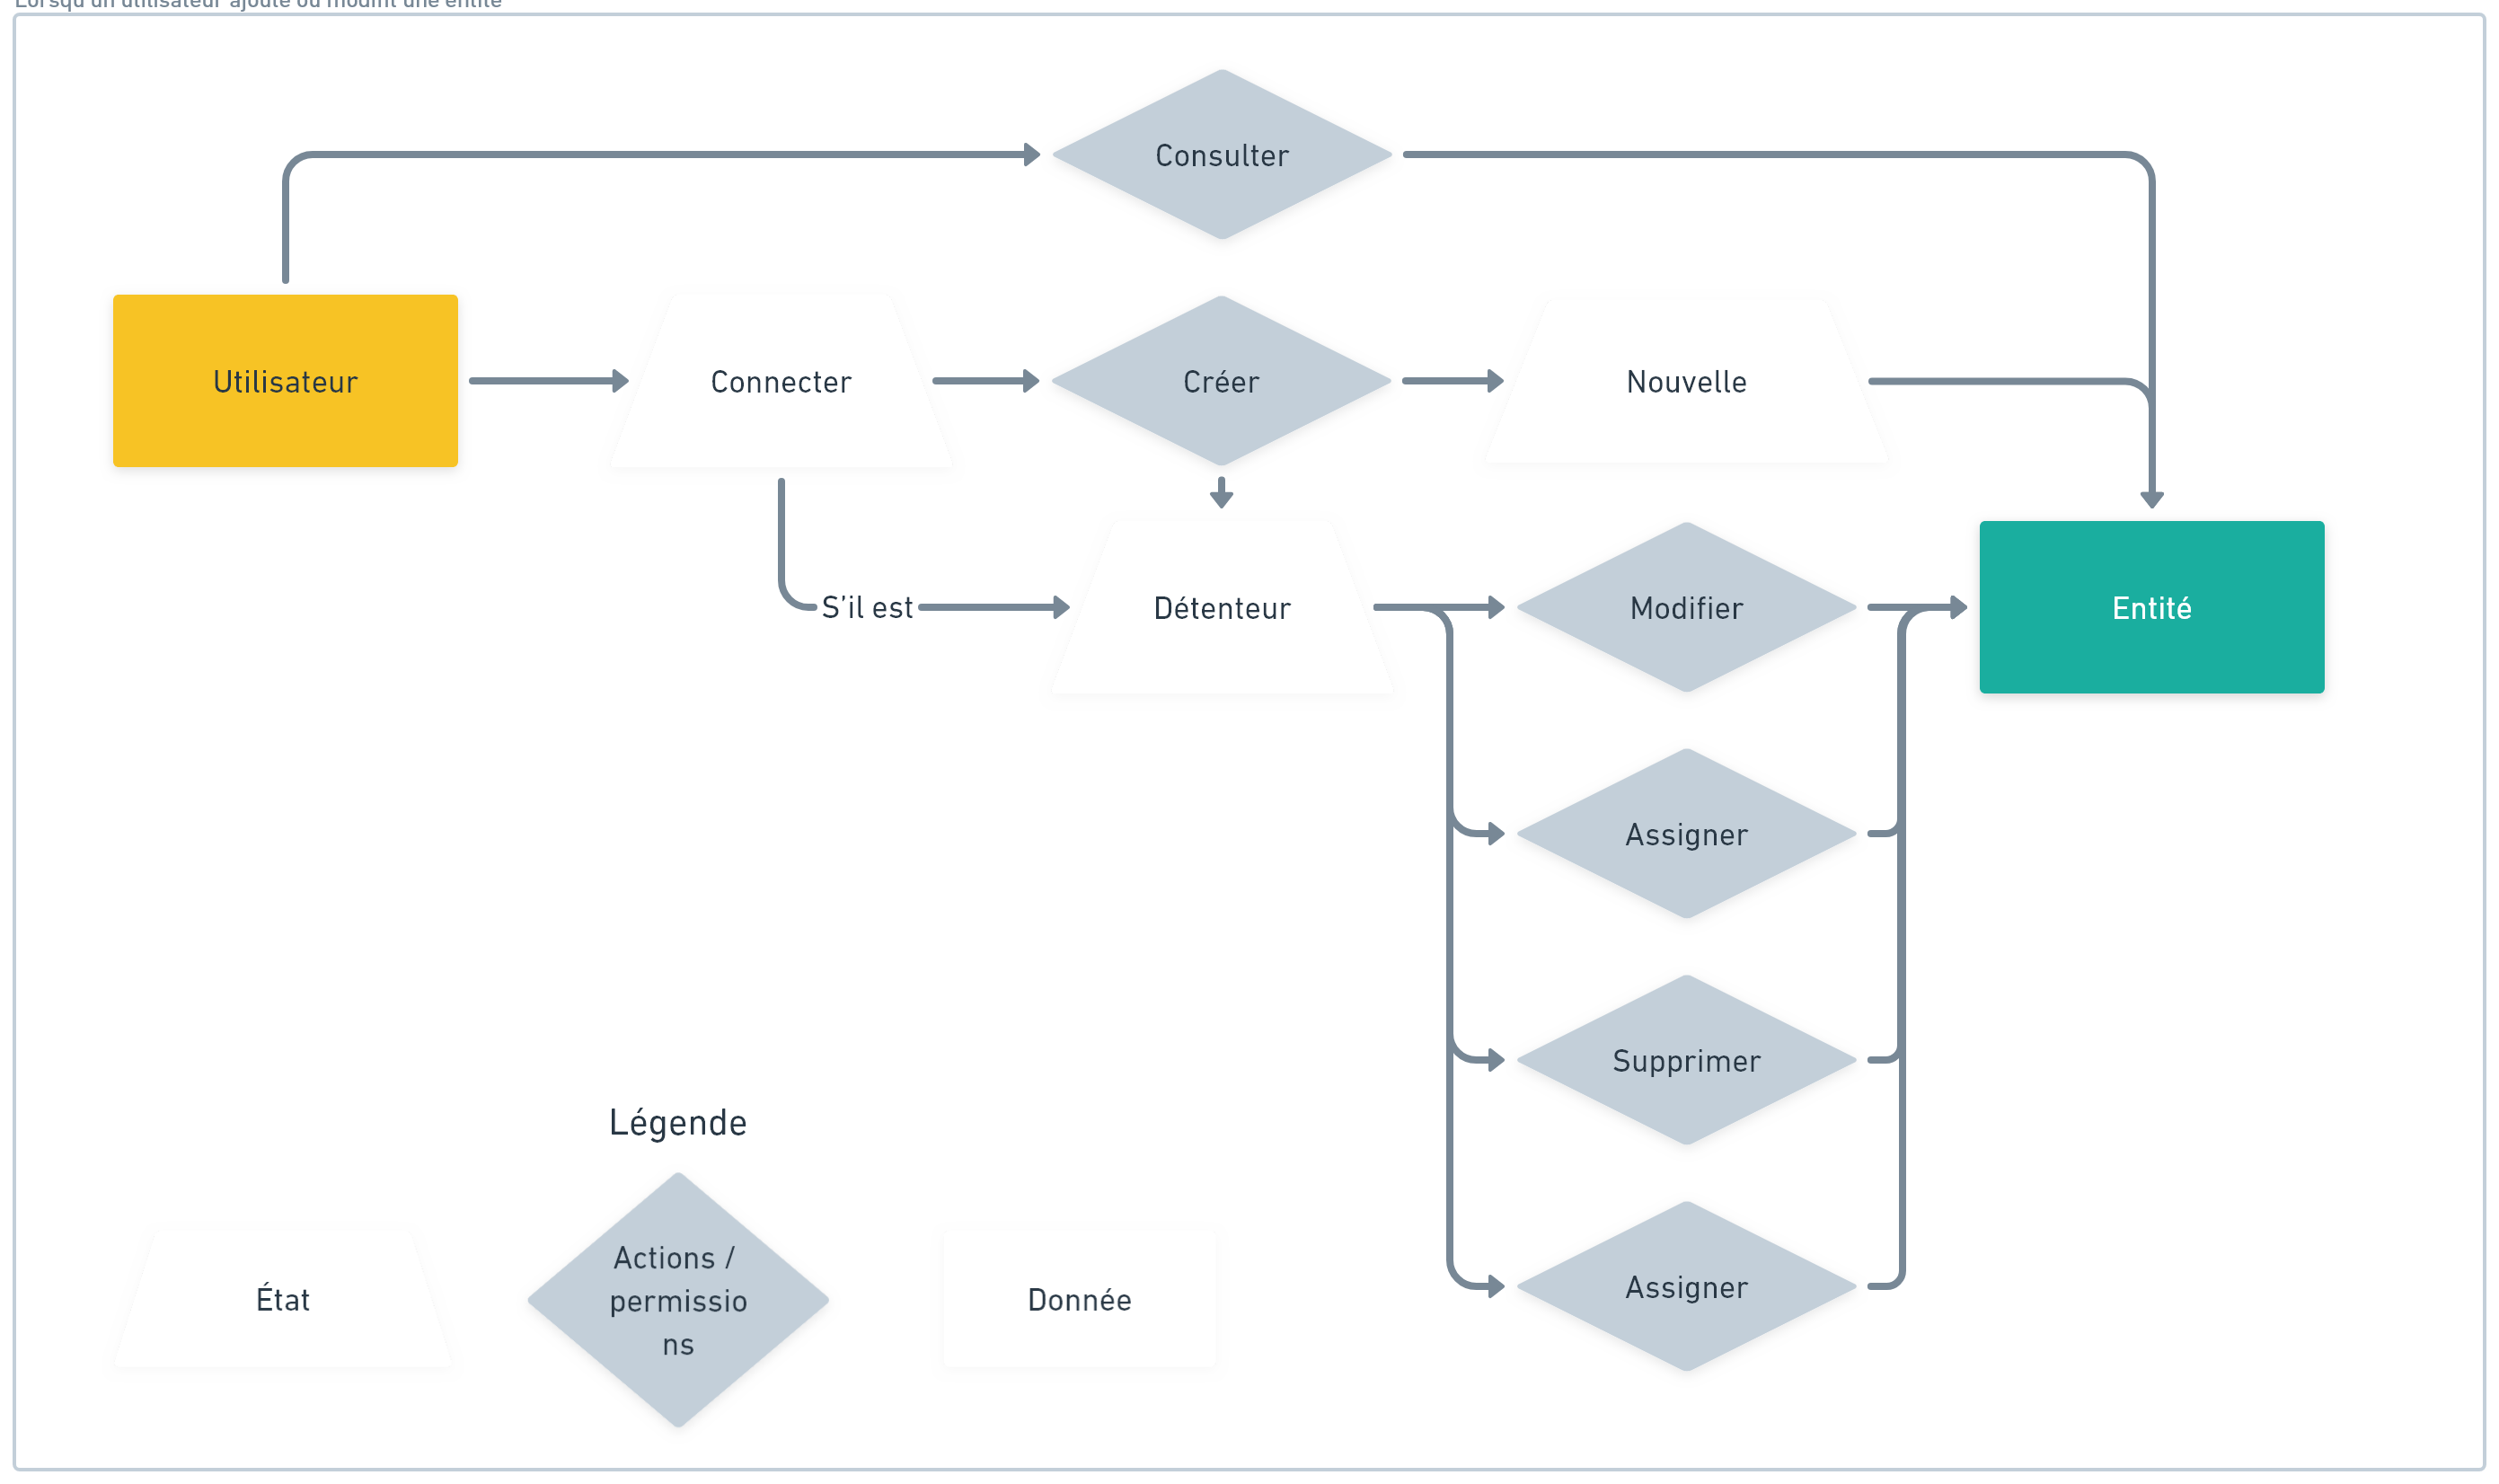 Lorsqu'un utilisateur ajoute ou modifit une entité
Consulter
Utilisateur
Connecter
Créer
Nouvelle
S'il est
Détenteur
Modifier
Entité
Assigner
Supprimer
Assigner
Légende
État
Actions /
permissio
ns
Donnée